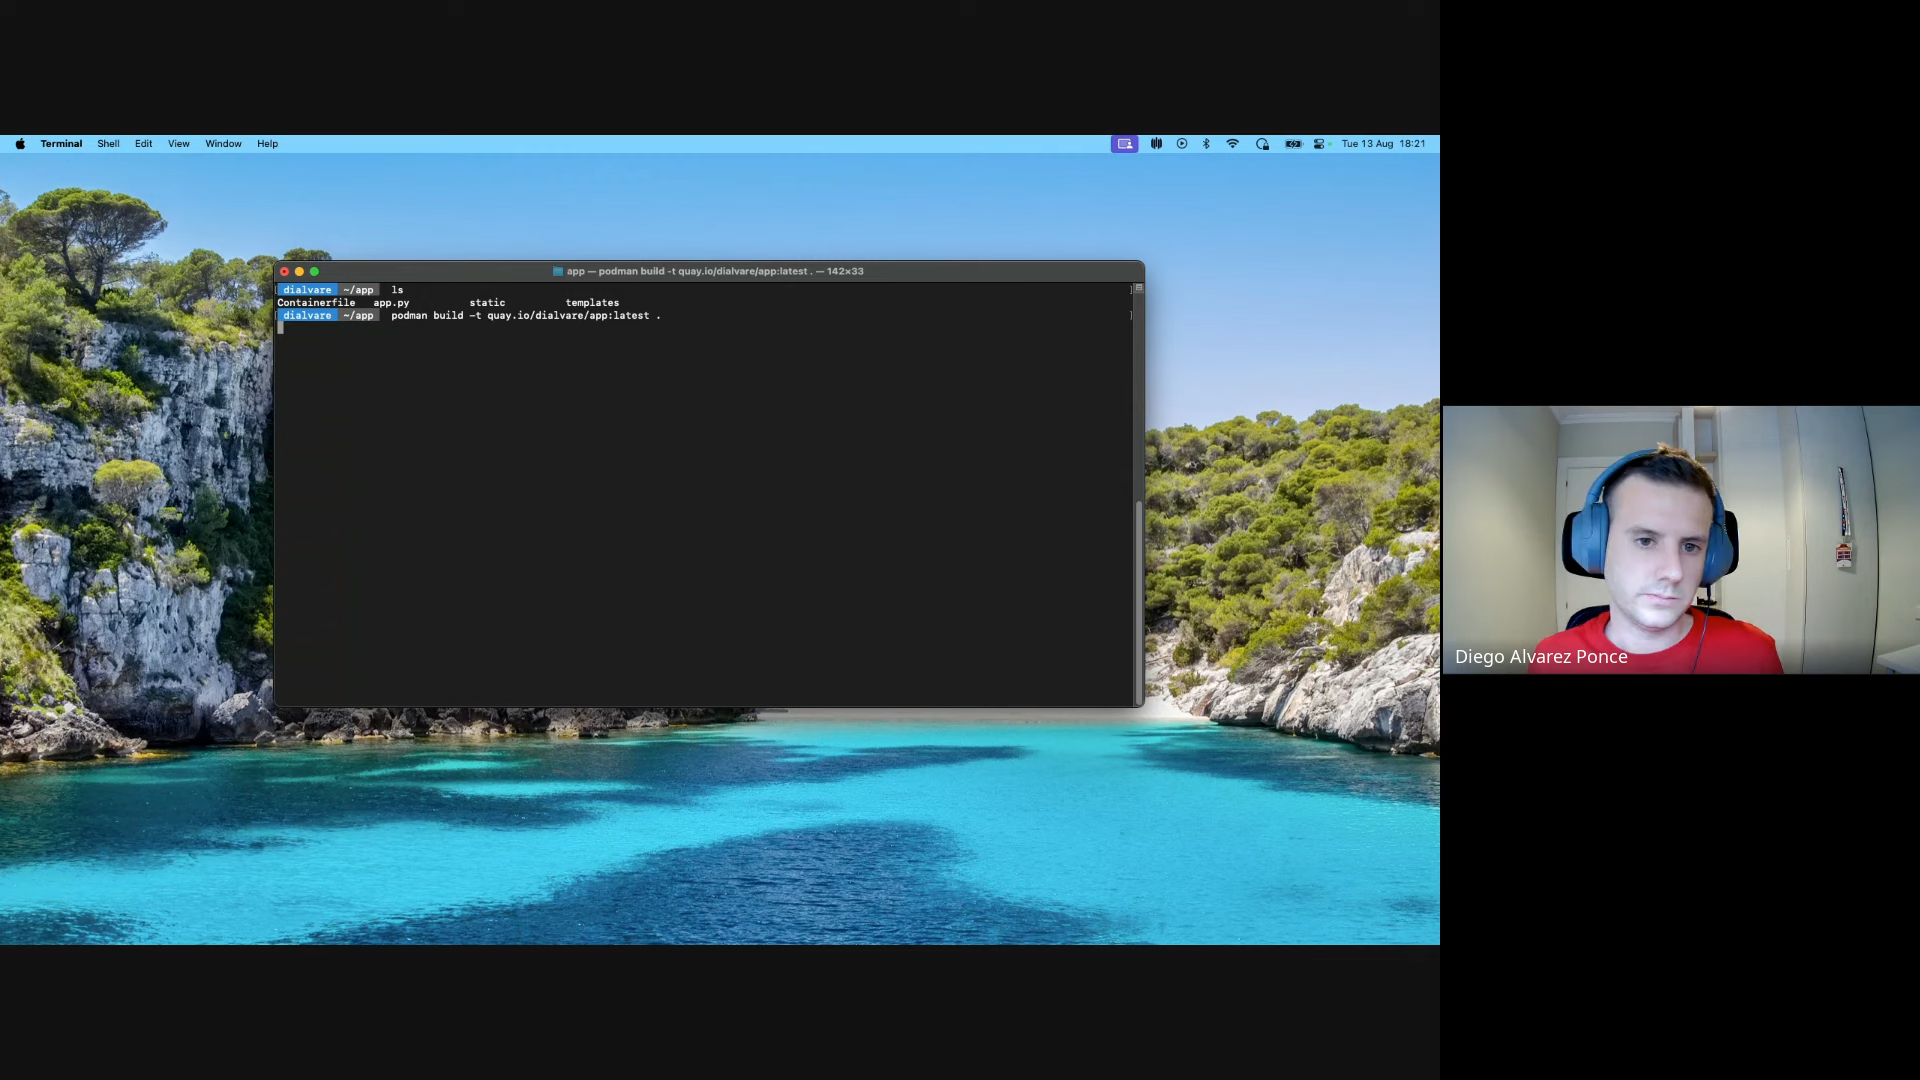 Terminal Shell Edit View Window Help
Tue 13 Aug 18:21
app — podman build -t quay.io/dialvare/app:latest . — 142×33
dialvare ~/app ls
Containerfile app.py static templates
dialvare ~/app podman build -t quay.io/dialvare/app:latest .
Diego Alvarez Ponce